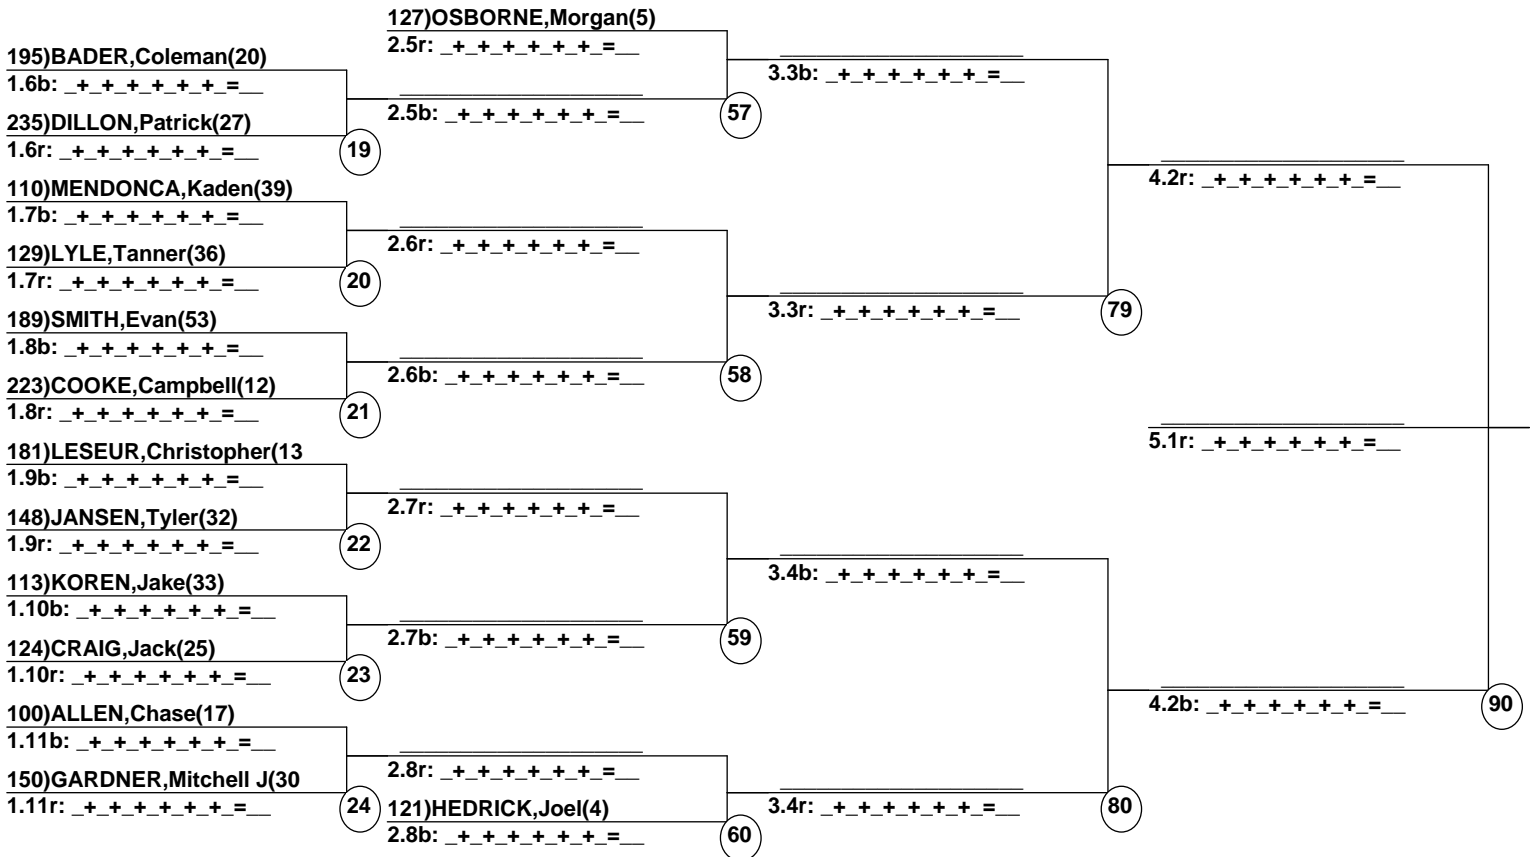 127)OSBORNE,Morgan(5)
2.5r: _+_+_+_+_+_=__
195)BADER,Coleman(20)
1.6b: _+_+_+_+_+_=__
3.3b: _+_+_+_+_+_=__
235)DILLON,Patrick(27)
2.5b: _+_+_+_+_+_=__
57
1.6r: _+_+_+_+_+_=__
19
110)MENDONCA,Kaden(39)
4.2r: _+_+_+_+_+_=__
1.7b: _+_+_+_+_+_=__
2.6r: _+_+_+_+_+_=__
129)LYLE,Tanner(36)
1.7r: _+_+_+_+_+_=__
20
189)SMITH,Evan(53)
3.3r: _+_+_+_+_+_=__
79
1.8b: _+_+_+_+_+_=__
2.6b: _+_+_+_+_+_=__
58
223)COOKE,Campbell(12)
1.8r: _+_+_+_+_+_=__
21
181)LESEUR,Christopher(13
5.1r: _+_+_+_+_+_=__
1.9b: _+_+_+_+_+_=__
2.7r: _+_+_+_+_+_=__
148)JANSEN,Tyler(32)
1.9r: _+_+_+_+_+_=__
22
113)KOREN,Jake(33)
3.4b: _+_+_+_+_+_=__
1.10b: _+_+_+_+_+_=__
2.7b: _+_+_+_+_+_=__
59
124)CRAIG,Jack(25)
1.10r: _+_+_+_+_+_=__
23
100)ALLEN,Chase(17)
4.2b: _+_+_+_+_+_=__
90
1.11b: _+_+_+_+_+_=__
2.8r: _+_+_+_+_+_=__
150)GARDNER,Mitchell J(30
1.11r: _+_+_+_+_+_=__
24
121)HEDRICK,Joel(4)
3.4r: _+_+_+_+_+_=__
80
2.8b: _+_+_+_+_+_=__
60